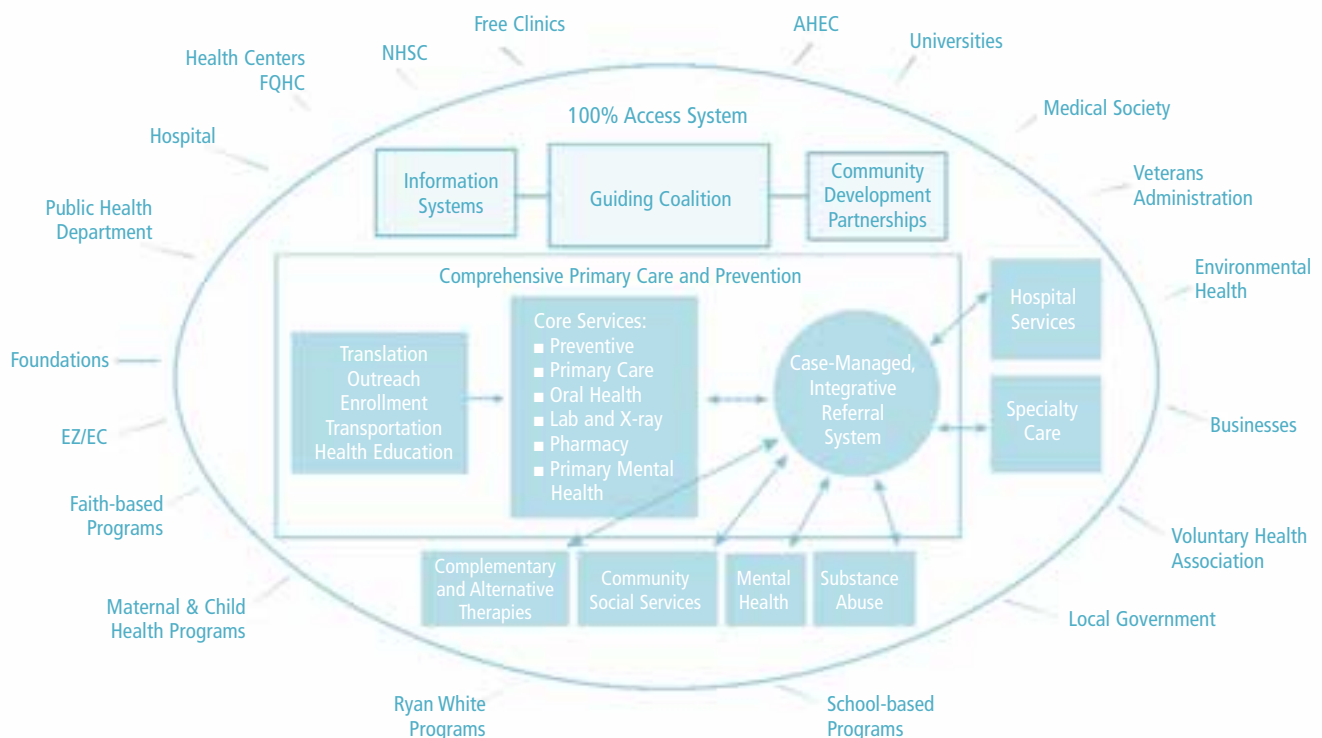 Free Clinics
AHEC
NHSC
Universities
Health Centers
FQHC
Medical Society
Hospital
Veterans
Administration
Public Health
Department
Environmental
Health
Foundations
Businesses
EZ/EC
Faith-based
Programs
Voluntary Health
Association
Maternal & Child
Health Programs
Local Government
Ryan White
Programs
School-based
Programs
100% Access System
Information
Systems
Guiding Coalition
Community
Development
Partnerships
Comprehensive Primary Care and Prevention
Translation
Outreach
Enrollment
Transportation
Health Education
Core Services:
■ Preventive
■ Primary Care
■ Oral Health
■ Lab and X-ray
■ Pharmacy
■ Primary Mental
Health
Case-Managed,
Integrative
Referral
System
Hospital
Services
Specialty
Care
Complementary
and Alternative
Therapies
Community
Social Services
Mental
Health
Substance
Abuse